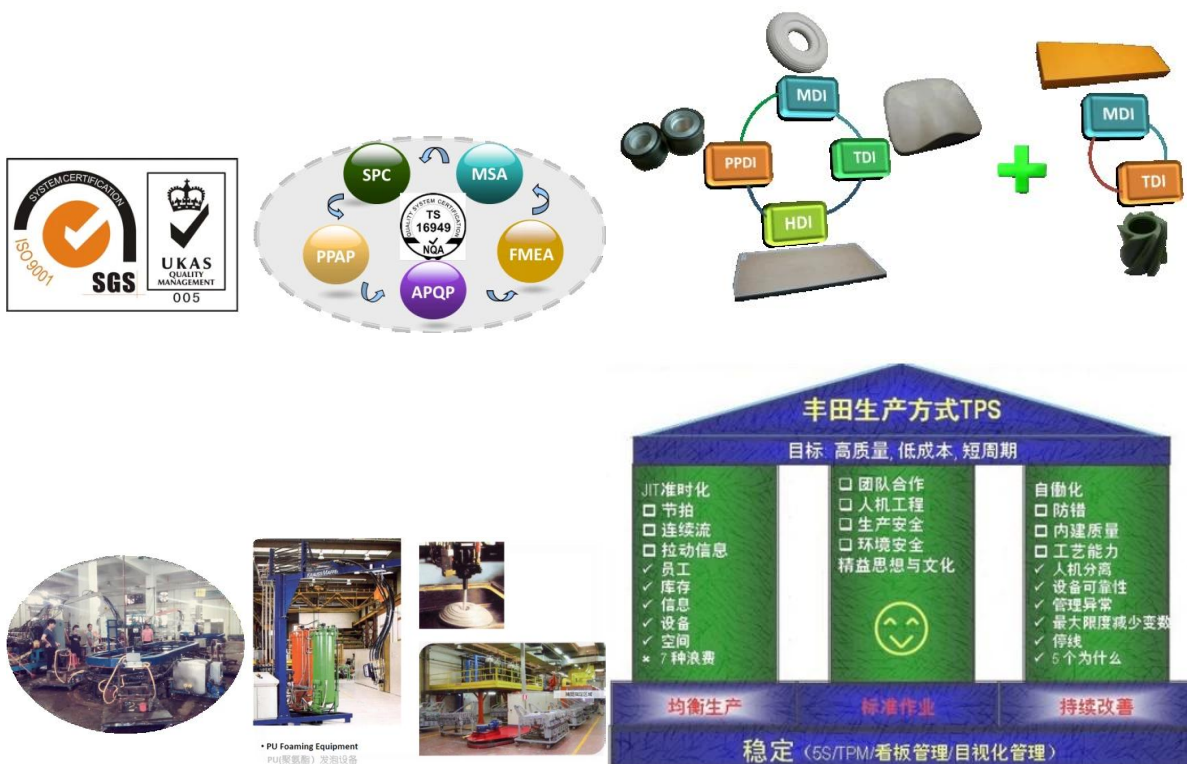 SYSTEM CERTIFICATION
ISO 9001
SGS
UKAS
QUALITY
MANAGEMENT
005
SPC
MSA
PPAP
FMEA
APQP
QUALITY SYSTEM CERTIFICATION
TS
16949
NQA
MDI
PPDI
TDI
HDI
MDI
TDI
• PU Foaming Equipment
PU(聚氨酯）发泡设备
丰田生产方式TPS
目标 高质量, 低成本, 短周期
JIT准时化
☐ 节拍
☐ 连续流
☐ 拉动信息
✓ 员工
✓ 库存
✓ 信息
✓ 设备
✓ 空间
× 7 种浪费
☐ 团队合作
☐ 人机工程
☐ 生产安全
☐ 环境安全
精益思想与文化
自働化
☐ 防错
☐ 内建质量
☐ 工艺能力
✓ 人机分离
✓ 设备可靠性
✓ 管理异常
✓ 最大限度减少变数
✓ 停线
✓ 5 个为什么
均衡生产
标准作业
持续改善
稳定（5S/TPM/看板管理/目视化管理）